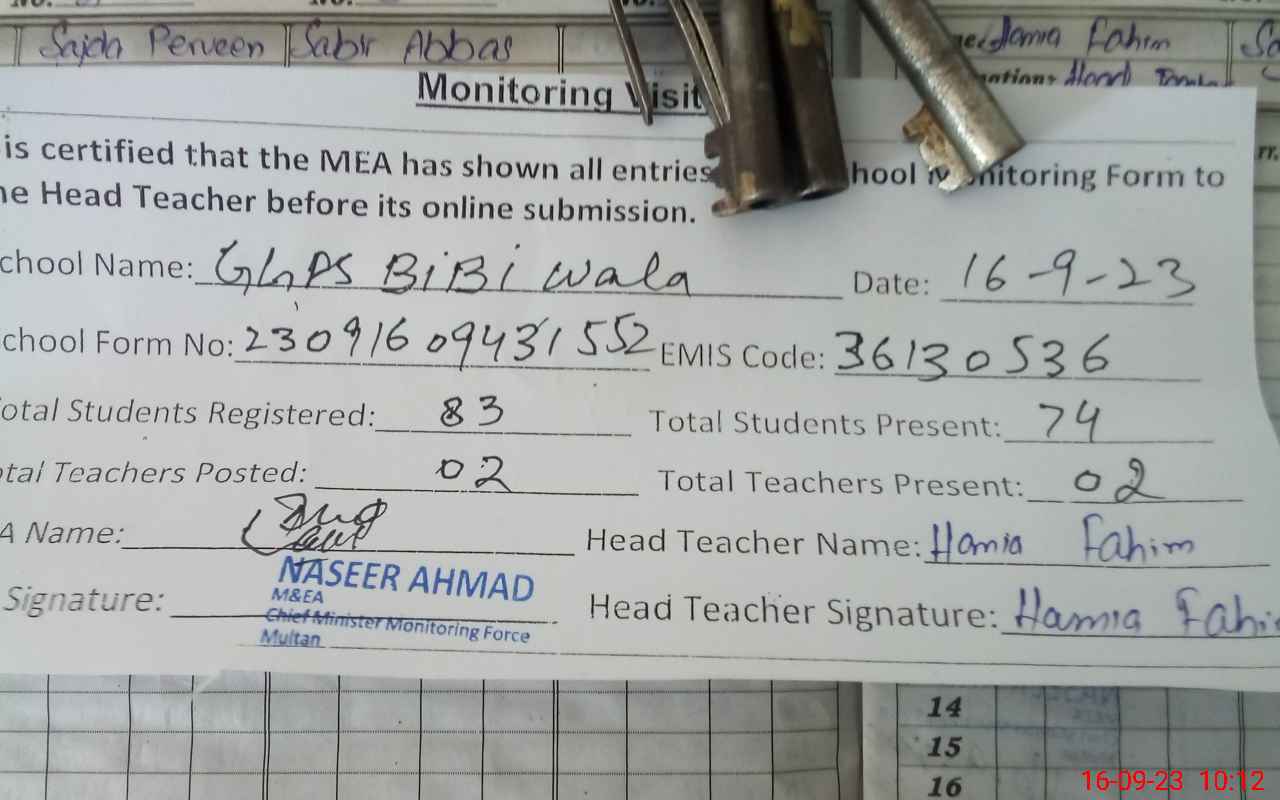 Sajda Perveen Sabir Abbas
Hamia Fahim
Monitoring Visit
is certified that the MEA has shown all entries hool Monitoring Form to
he Head Teacher before its online submission.
chool Name: GGPS BiBi wala Date: 16-9-23
chool Form No: 230916 09431552 EMIS Code: 36130536
otal Students Registered: 83 Total Students Present: 74
otal Teachers Posted: 02 Total Teachers Present: 02
A Name: Head Teacher Name: Hamia Fahim
NASEER AHMAD
M&EA
Signature: Head Teacher Signature: Hamia Fahi
Chief Minister Monitoring Force
Multan
14
15
16
16-09-23 10:12